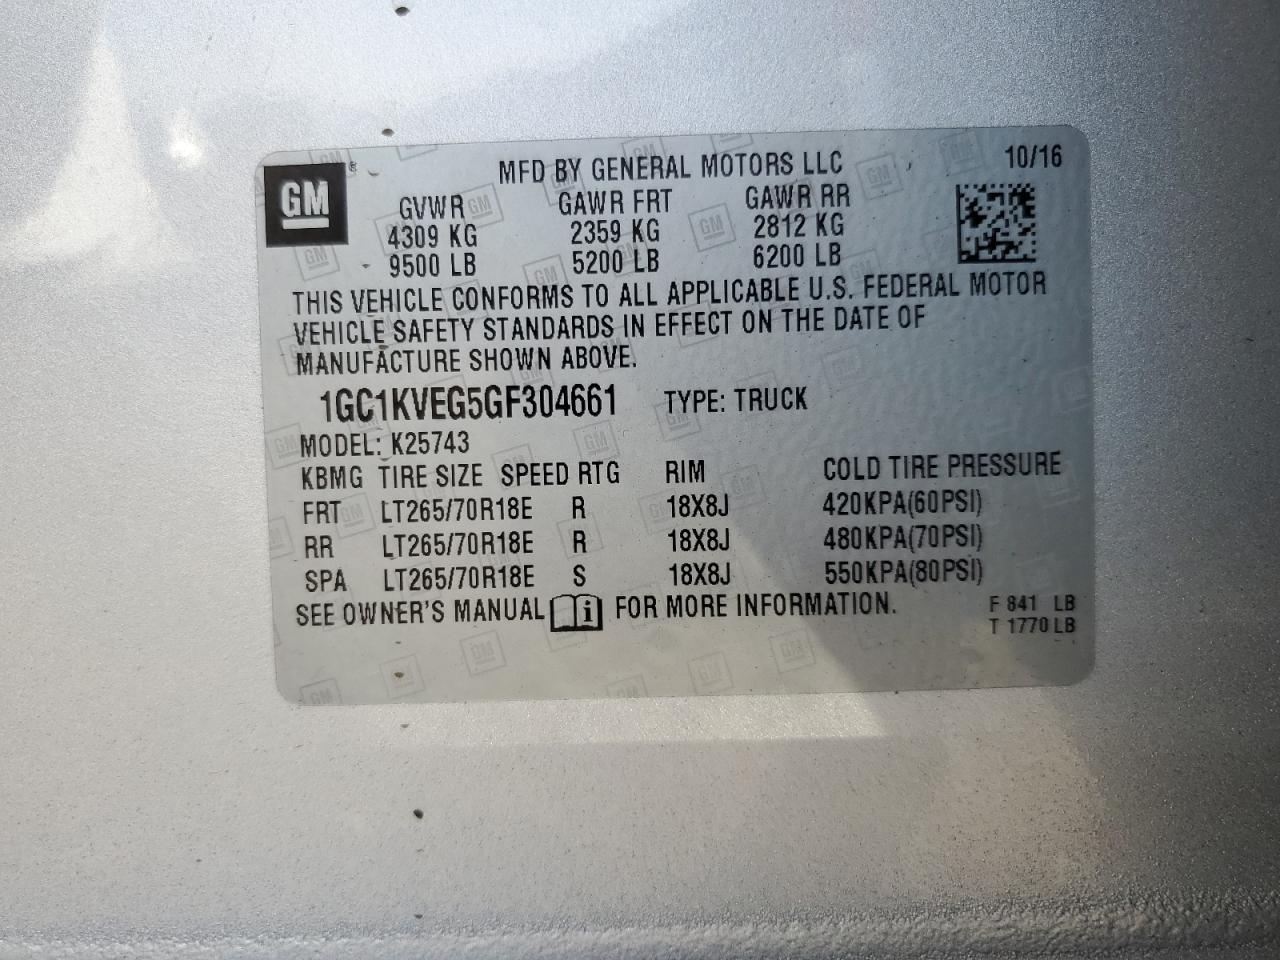 GM
MFD BY GENERAL MOTORS LLC 10/16
GVWR GAWR FRT GAWR RR
4309 KG 2359 KG 2812 KG
9500 LB 5200 LB 6200 LB
THIS VEHICLE CONFORMS TO ALL APPLICABLE U.S. FEDERAL MOTOR
VEHICLE SAFETY STANDARDS IN EFFECT ON THE DATE OF
MANUFACTURE SHOWN ABOVE.
1GC1KVEG5GF304661 TYPE: TRUCK
MODEL: K25743
KBMG TIRE SIZE SPEED RTG RIM COLD TIRE PRESSURE
FRT LT265/70R18E R 18X8J 420KPA(60PSI)
RR LT265/70R18E R 18X8J 480KPA(70PSI)
SPA LT265/70R18E S 18X8J 550KPA(80PSI)
SEE OWNER'S MANUAL i FOR MORE INFORMATION. F 841 LB
T 1770 LB